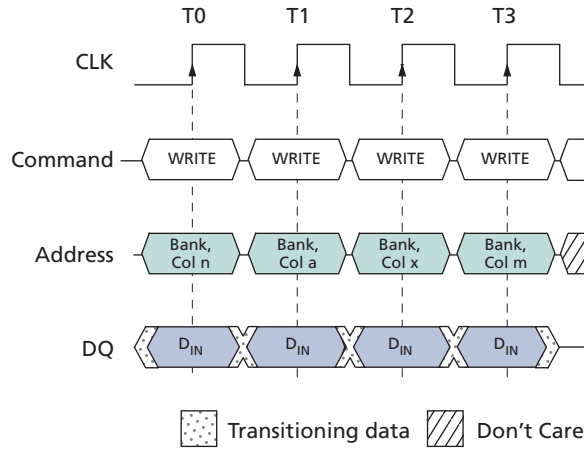 T0 T1 T2 T3
CLK
Command WRITE WRITE WRITE WRITE
Address Bank, Col n Bank, Col a Bank, Col x Bank, Col m
DQ DIN DIN DIN DIN
Transitioning data Don't Care